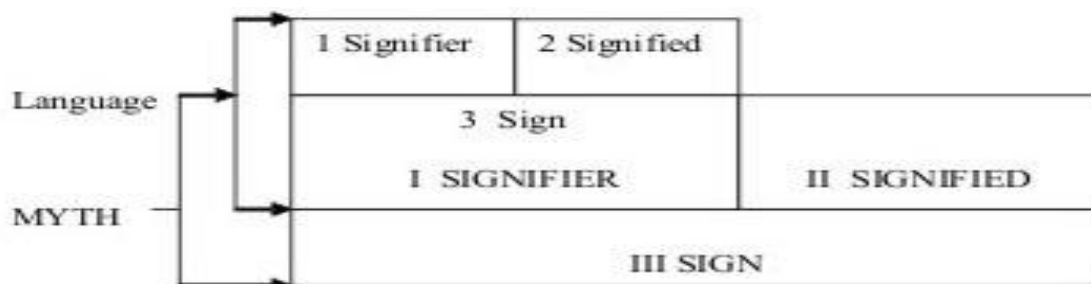 1 Signifier 2 Signified
Language
3 Sign
I SIGNIFIER II SIGNIFIED
MYTH
III SIGN